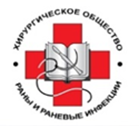 ХИРУРГИЧЕСКОЕ ОБЩЕСТВО
РАНЫ И РАНЕВЫЕ ИНФЕКЦИИ